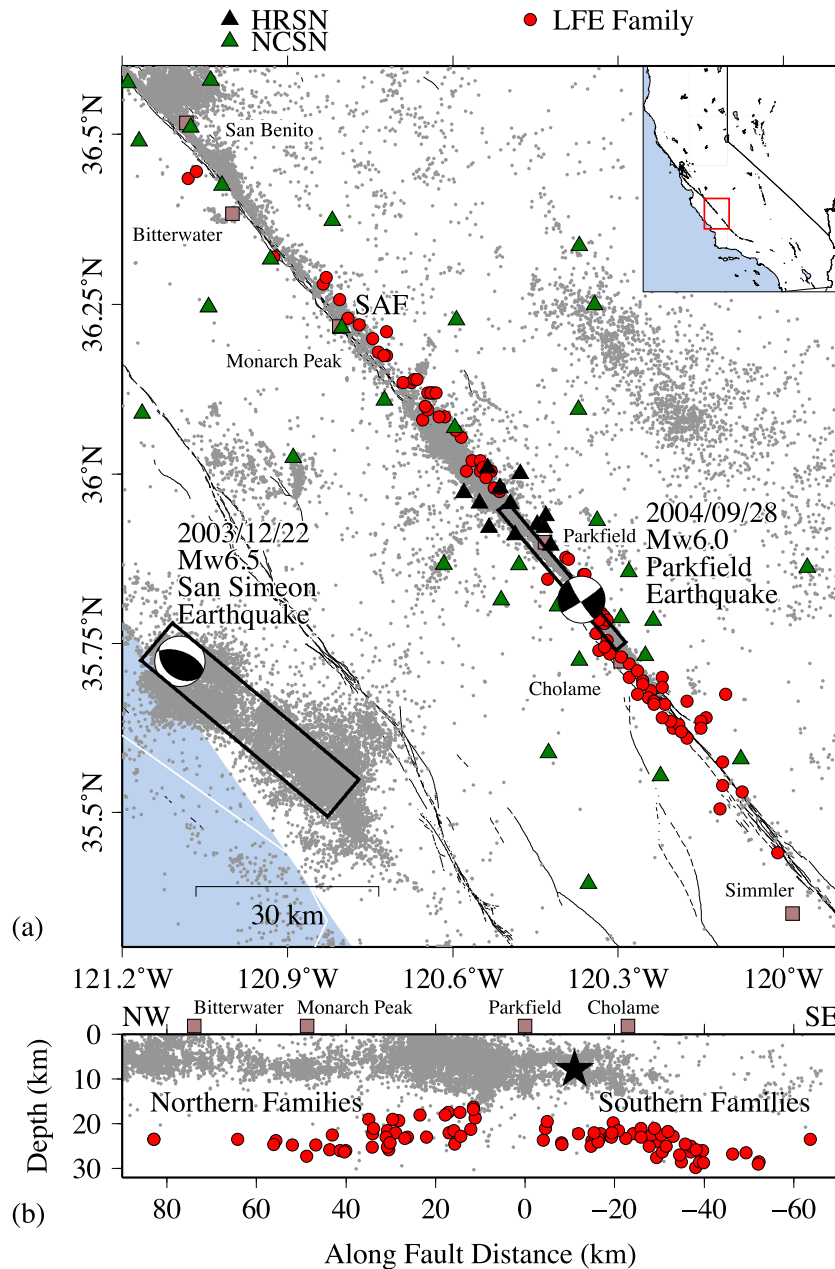 HRSN
NCSN
LFE Family
36.5˚N
36.25˚N
36˚N
35.75˚N
35.5˚N
San Benito
Bitterwater
SAF
Monarch Peak
2003/12/22
Mw6.5
San Simeon
Earthquake
Parkfield
2004/09/28
Mw6.0
Parkfield
Earthquake
Cholame
Simmler
30 km
(a)
121.2˚W 120.9˚W 120.6˚W 120.3˚W 120˚W
NW Bitterwater Monarch Peak Parkfield Cholame SE
0
10
20
30
Depth (km)
Northern Families
Southern Families
(b)
80 60 40 20 0 −20 −40 −60
Along Fault Distance (km)